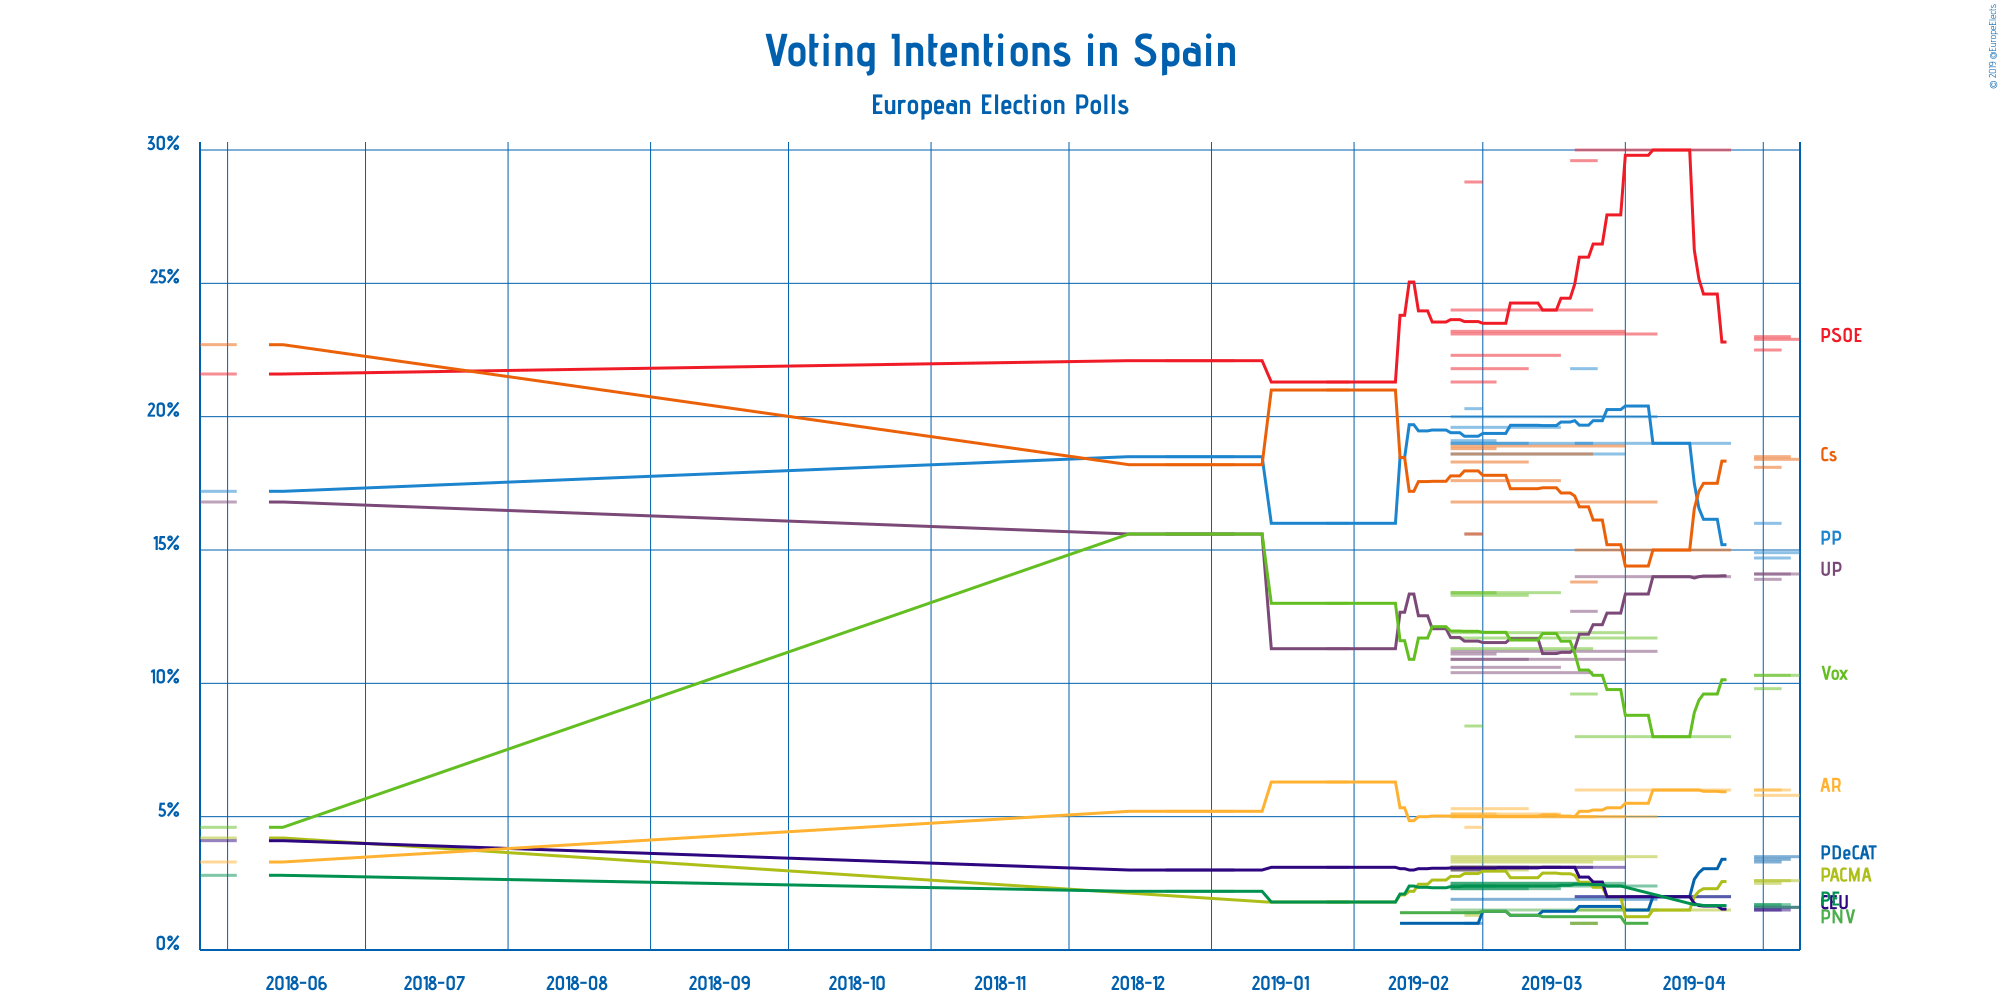 Voting Intentions in Spain
European Election Polls
© 2019 @EuropeElects
30%
25%
20%
15%
10%
5%
0%
PSOE
Cs
PP
UP
Vox
AR
PDeCAT
PACMA
CEU
PNV
2018-06
2018-07
2018-08
2018-09
2018-10
2018-11
2018-12
2019-01
2019-02
2019-03
2019-04